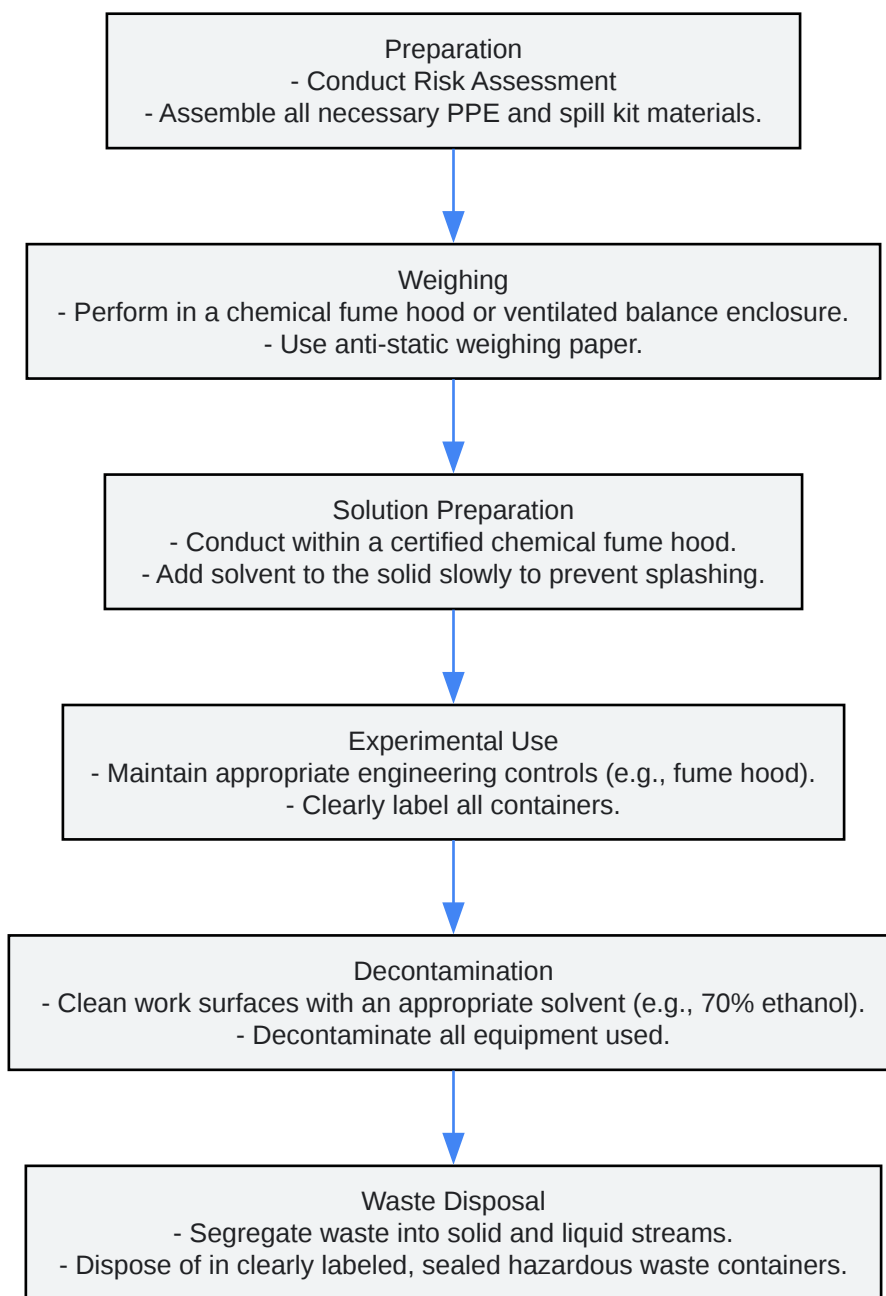 Preparation
- Conduct Risk Assessment
- Assemble all necessary PPE and spill kit materials.
Weighing
- Perform in a chemical fume hood or ventilated balance enclosure.
- Use anti-static weighing paper.
Solution Preparation
- Conduct within a certified chemical fume hood.
- Add solvent to the solid slowly to prevent splashing.
Experimental Use
- Maintain appropriate engineering controls (e.g., fume hood).
- Clearly label all containers.
Decontamination
- Clean work surfaces with an appropriate solvent (e.g., 70% ethanol).
- Decontaminate all equipment used.
Waste Disposal
- Segregate waste into solid and liquid streams.
- Dispose of in clearly labeled, sealed hazardous waste containers.